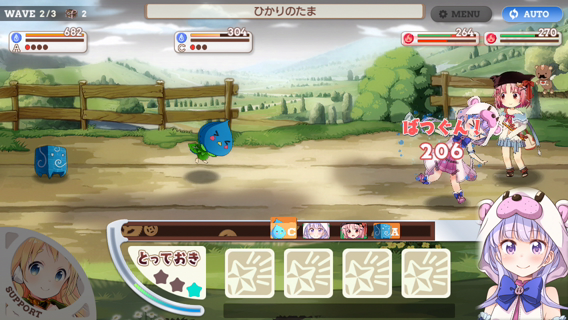 WAVE 2/3 2
ひかりのたま
MENU
AUTO
682
A
304
C
264
270
ばつぐん!
206
C
A
とっておき
SUPPORT